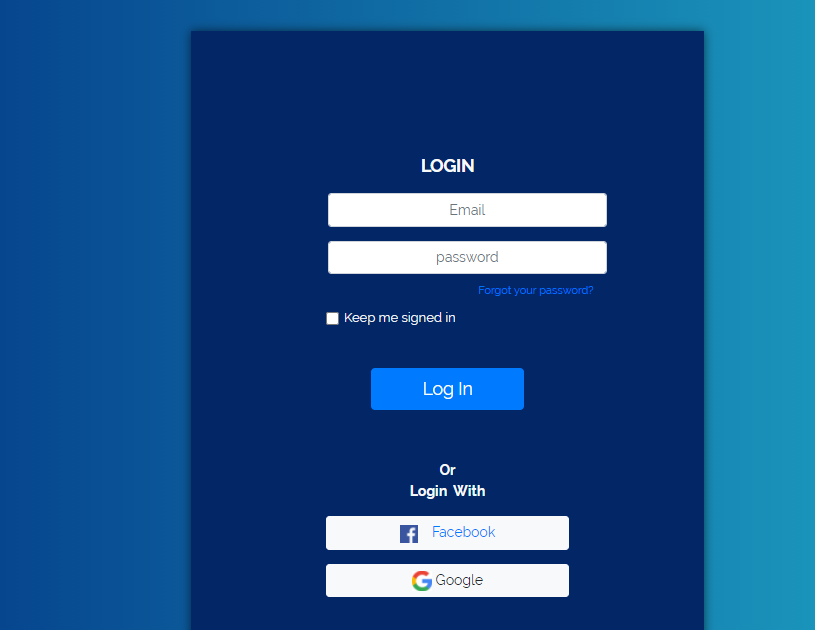 LOGIN
Email
password
Forgot your password?
Keep me signed in
Log In
Or
Login With
Facebook
Google